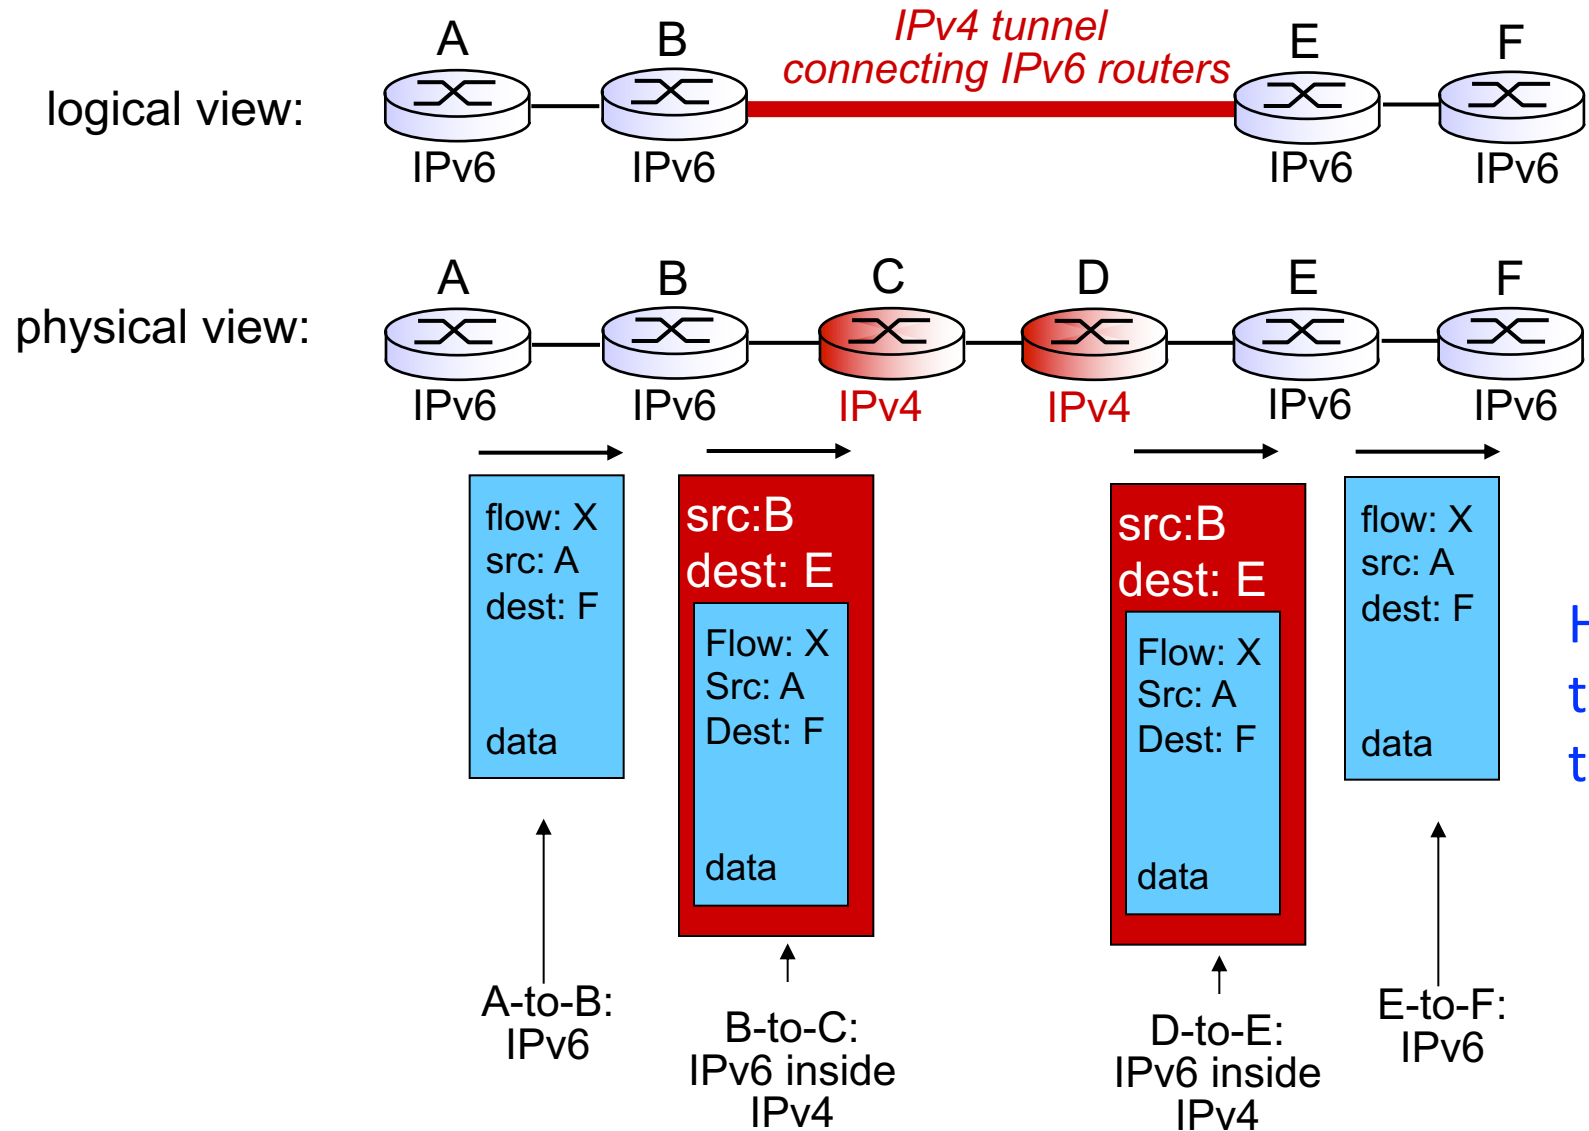 A
B
IPv4 tunnel
connecting IPv6 routers
E
F
logical view:
IPv6
IPv6
IPv6
IPv6
A
B
C
D
E
F
physical view:
IPv6
IPv6
IPv4
IPv4
IPv6
IPv6
flow: X
src: A
dest: F
data
src:B
dest: E
Flow: X
Src: A
Dest: F
data
src:B
dest: E
Flow: X
Src: A
Dest: F
data
flow: X
src: A
dest: F
data
A-to-B:
IPv6
B-to-C:
IPv6 inside
IPv4
D-to-E:
IPv6 inside
IPv4
E-to-F:
IPv6